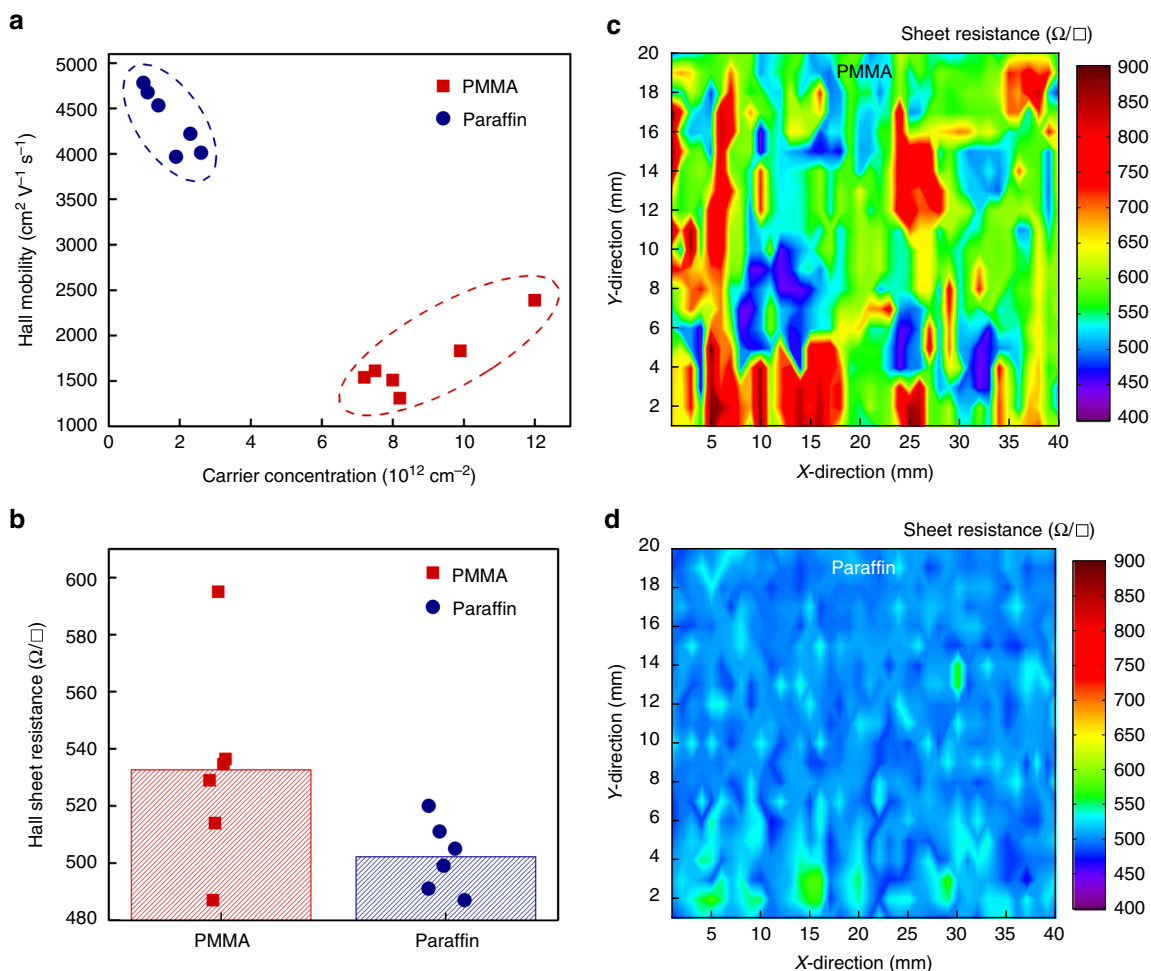 a
5000
4500
4000
3500
3000
2500
2000
1500
1000
Hall mobility (cm² V⁻¹ s⁻¹)
PMMA
Paraffin
0 2 4 6 8 10 12
Carrier concentration (10¹² cm⁻²)
b
600
580
560
540
520
500
480
Hall sheet resistance (Ω/□)
PMMA
Paraffin
PMMA Paraffin
c
Sheet resistance (Ω/□)
PMMA
20
18
16
14
12
10
8
6
4
2
Y-direction (mm)
5 10 15 20 25 30 35 40
X-direction (mm)
900
850
800
750
700
650
600
550
500
450
400
d
Sheet resistance (Ω/□)
Paraffin
20
18
16
14
12
10
8
6
4
2
Y-direction (mm)
5 10 15 20 25 30 35 40
X-direction (mm)
900
850
800
750
700
650
600
550
500
450
400